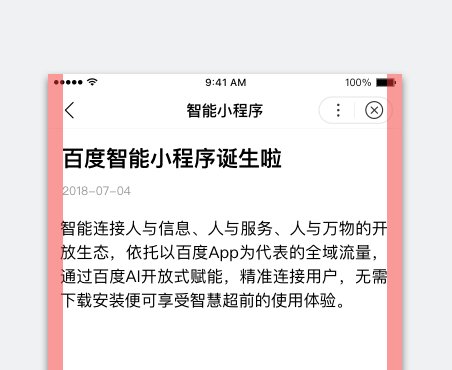 9:41 AM
100%
智能小程序
百度智能小程序诞生啦
2018-07-04
智能连接人与信息、人与服务、人与万物的开
放生态，依托以百度App为代表的全域流量，
通过百度AI开放式赋能，精准连接用户，无需
下载安装便可享受智慧超前的使用体验。